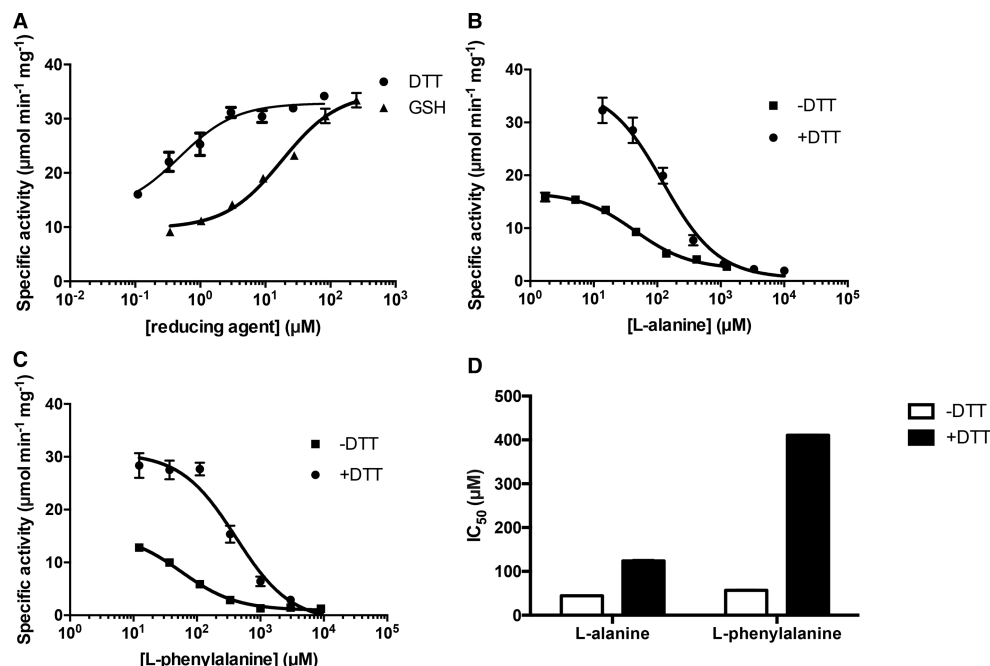 A
Specific activity (µmol min⁻¹ mg⁻¹)
40
30
20
10
0
10⁻² 10⁻¹ 10⁰ 10¹ 10² 10³
[reducing agent] (µM)
DTT
GSH
B
Specific activity (µmol min⁻¹ mg⁻¹)
40
30
20
10
0
10⁰ 10¹ 10² 10³ 10⁴ 10⁵
[L-alanine] (µM)
-DTT
+DTT
C
Specific activity (µmol min⁻¹ mg⁻¹)
40
30
20
10
0
10⁰ 10¹ 10² 10³ 10⁴ 10⁵
[L-phenylalanine] (µM)
-DTT
+DTT
D
IC₅₀ (µM)
500
400
300
200
100
0
L-alanine L-phenylalanine
-DTT
+DTT